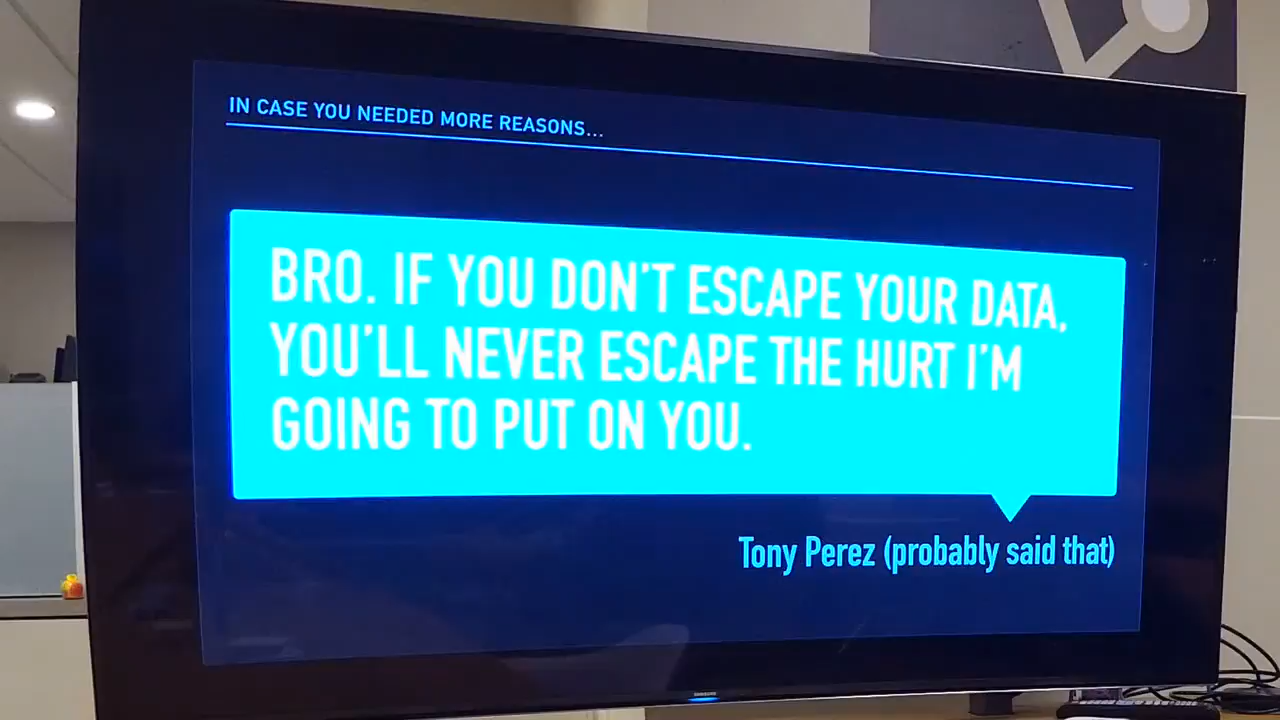 IN CASE YOU NEEDED MORE REASONS...
BRO. IF YOU DON'T ESCAPE YOUR DATA,
YOU'LL NEVER ESCAPE THE HURT I'M
GOING TO PUT ON YOU.
Tony Perez (probably said that)
SAMSUNG